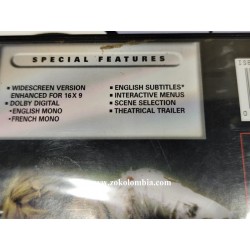 SPECIAL FEATURES
▪ WIDESCREEN VERSION
ENHANCED FOR 16 X 9
▪ DOLBY DIGITAL
▪ENGLISH MONO
▪FRENCH MONO
▪ ENGLISH SUBTITLES*
▪ INTERACTIVE MENUS
▪ SCENE SELECTION
▪ THEATRICAL TRAILER
www.zokolombia.com